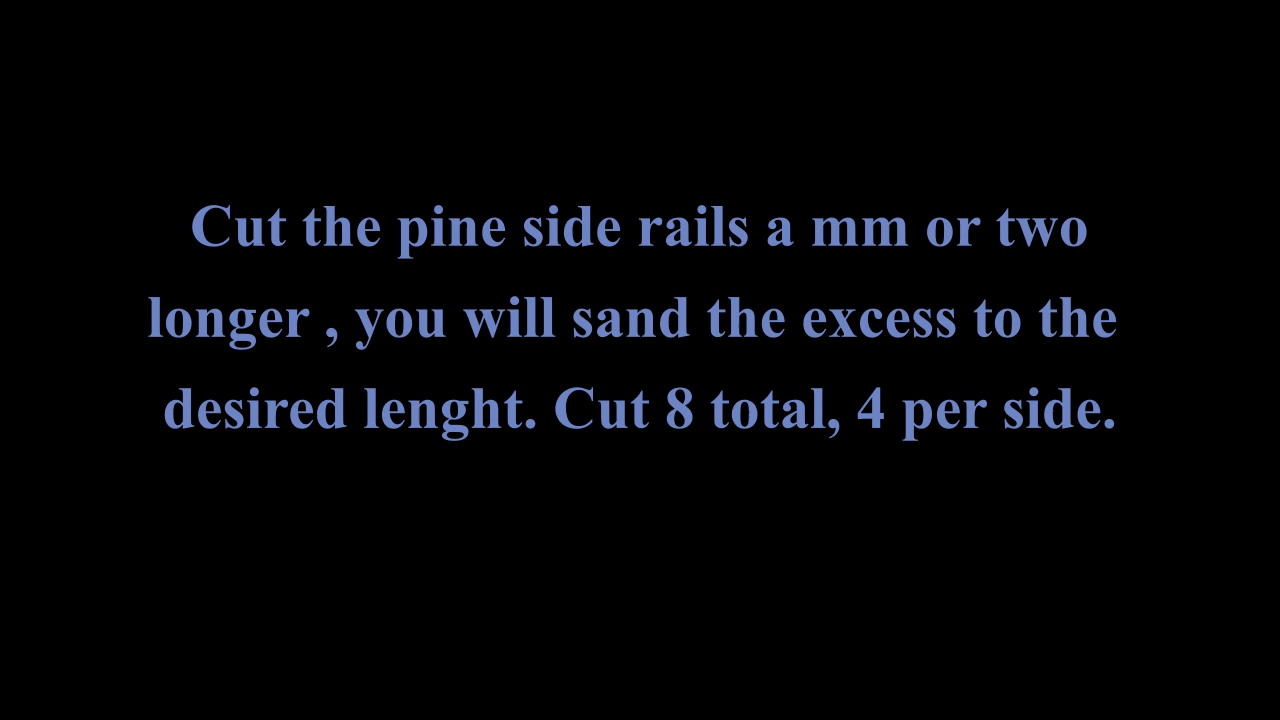 Cut the pine side rails a mm or two
longer , you will sand the excess to the
desired lenght. Cut 8 total, 4 per side.